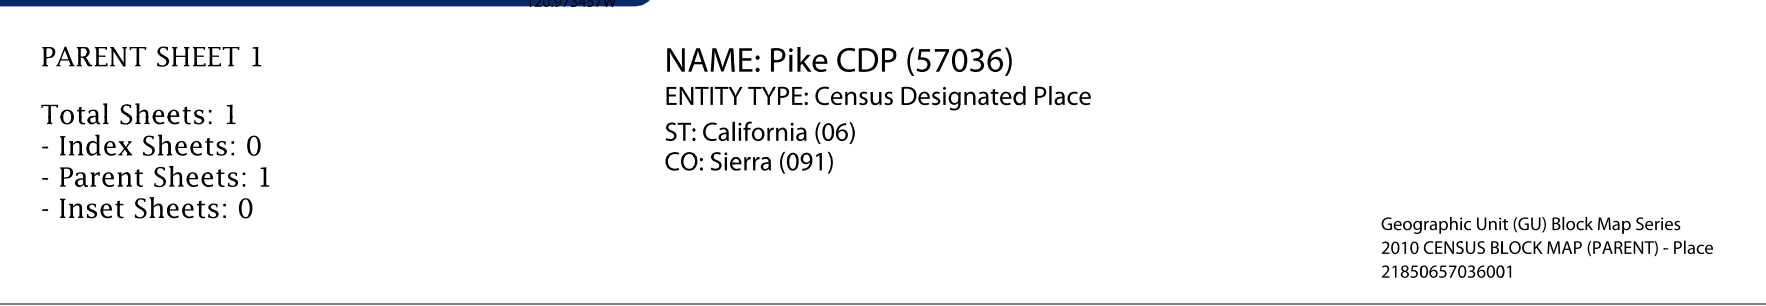 120.973457W
PARENT SHEET 1
Total Sheets: 1
- Index Sheets: 0
- Parent Sheets: 1
- Inset Sheets: 0
NAME: Pike CDP (57036)
ENTITY TYPE: Census Designated Place
ST: California (06)
CO: Sierra (091)
Geographic Unit (GU) Block Map Series
2010 CENSUS BLOCK MAP (PARENT) - Place
21850657036001